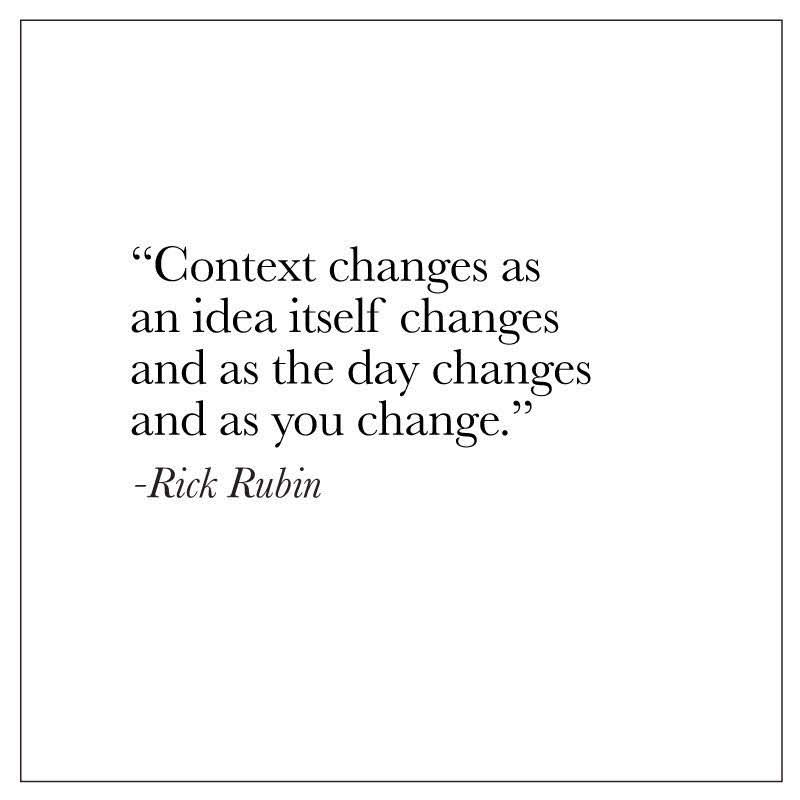 “Context changes as
an idea itself changes
and as the day changes
and as you change.”
-Rick Rubin